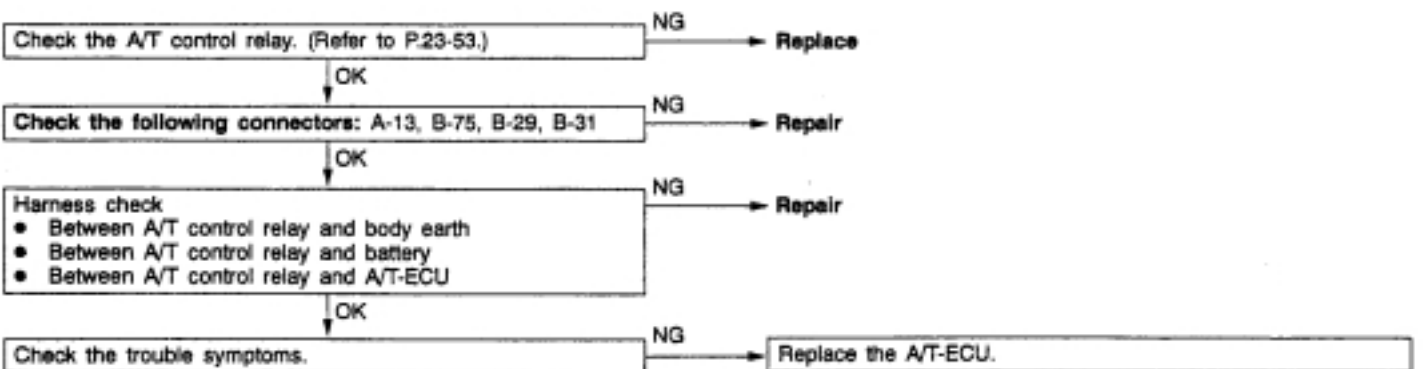 Check the A/T control relay. (Refer to P.23-53.)
NG
Replace
OK
Check the following connectors: A-13, B-75, B-29, B-31
NG
Repair
OK
Harness check
● Between A/T control relay and body earth
● Between A/T control relay and battery
● Between A/T control relay and A/T-ECU
NG
Repair
OK
Check the trouble symptoms.
NG
Replace the A/T-ECU.